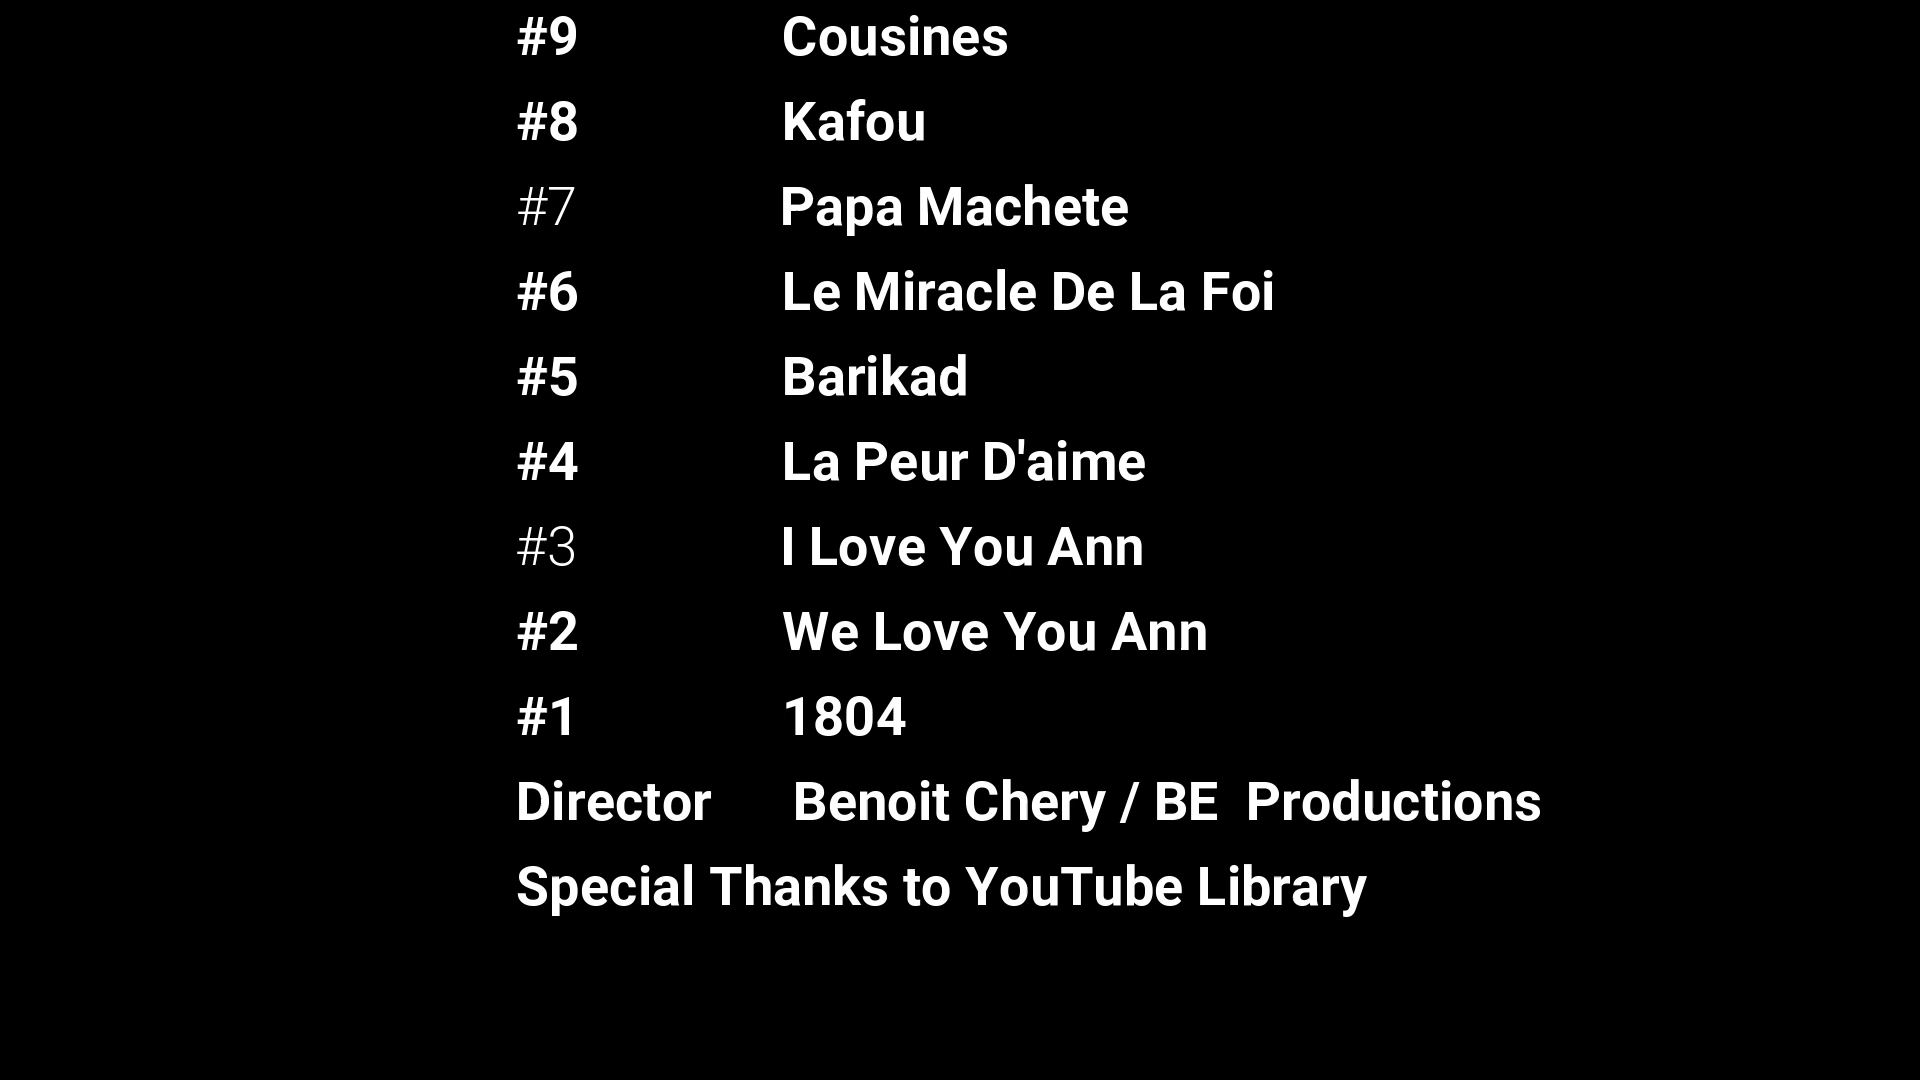 #9 Cousines
#8 Kafou
#7 Papa Machete
#6 Le Miracle De La Foi
#5 Barikad
#4 La Peur D'aime
#3 I Love You Ann
#2 We Love You Ann
#1 1804
Director Benoit Chery / BE Productions
Special Thanks to YouTube Library